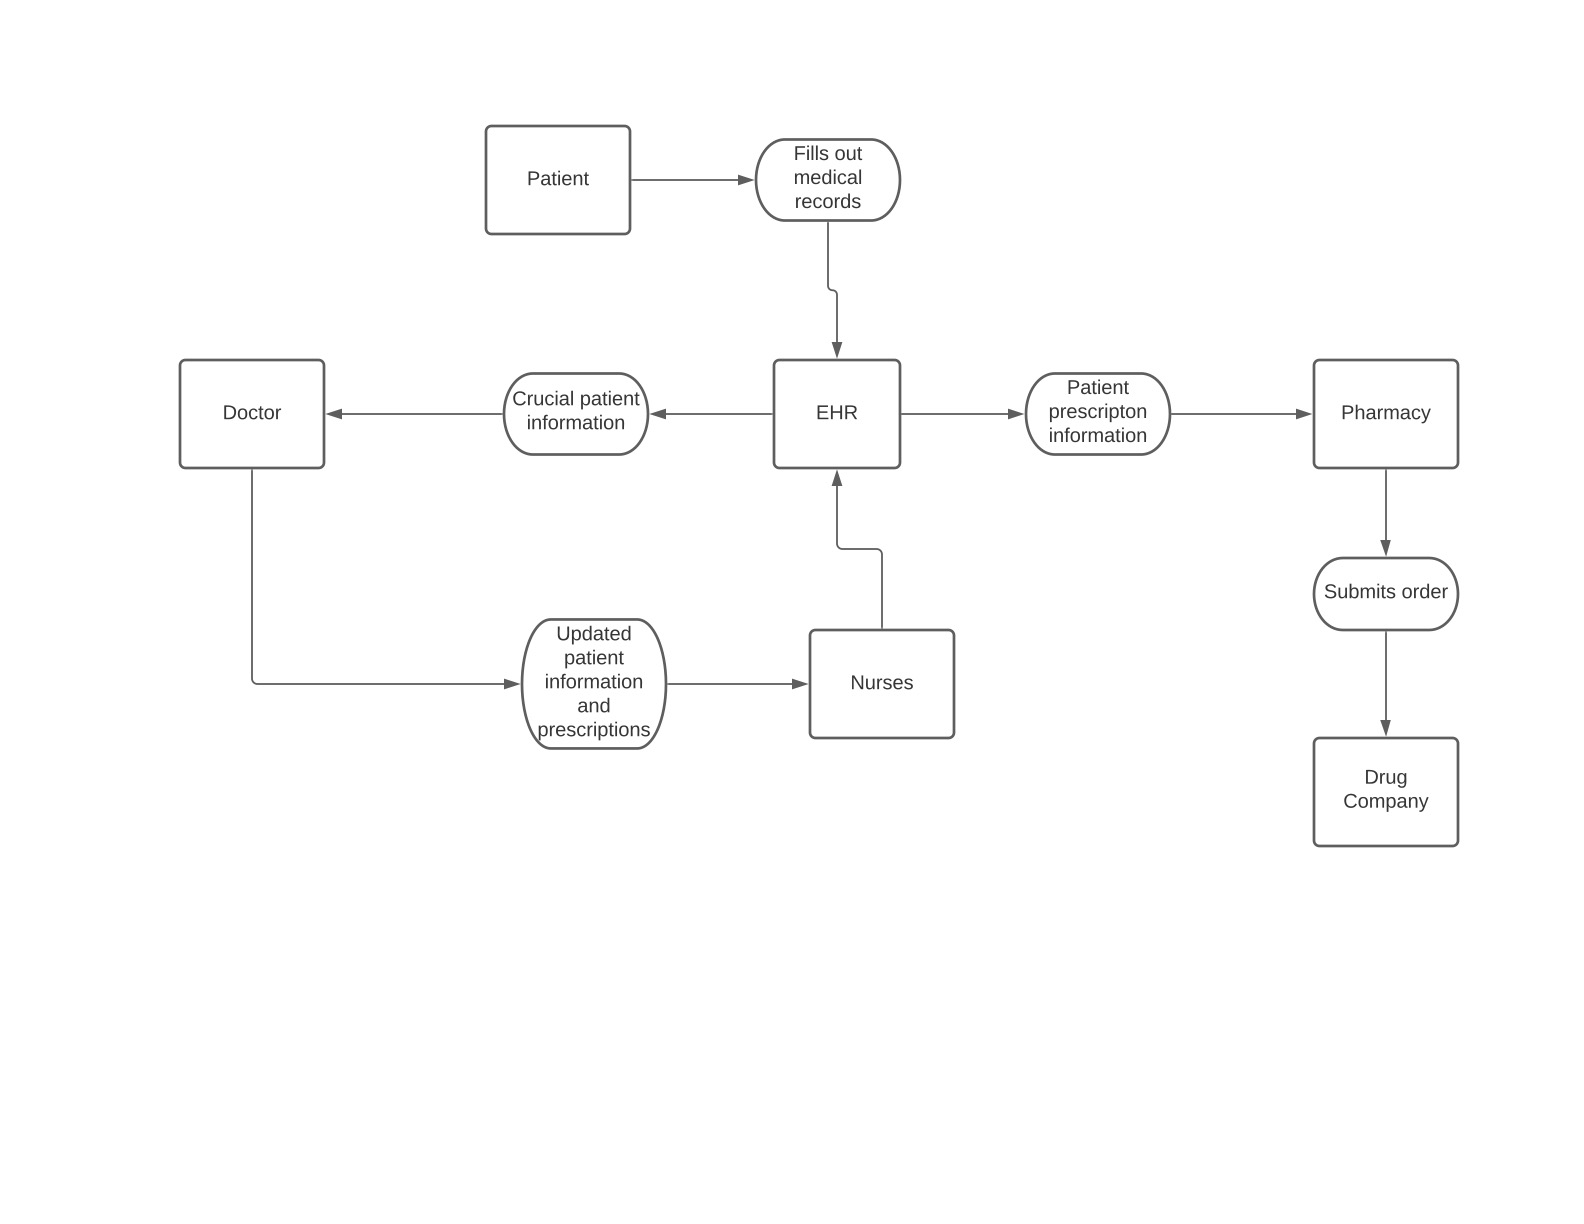 Patient
Fills out
medical
records
Doctor
Crucial patient
information
EHR
Patient
prescripton
information
Pharmacy
Submits order
Updated
patient
information
and
prescriptions
Nurses
Drug
Company